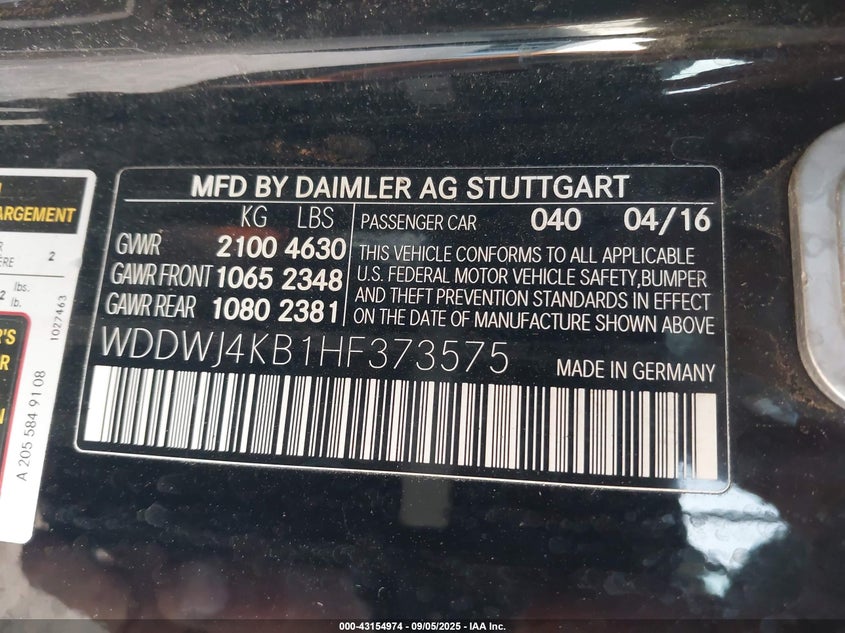 MFD BY DAIMLER AG STUTTGART
KG LBS
GVWR 2100 4630
GAWR FRONT 1065 2348
GAWR REAR 1080 2381
PASSENGER CAR 040 04/16
THIS VEHICLE CONFORMS TO ALL APPLICABLE
U.S. FEDERAL MOTOR VEHICLE SAFETY,BUMPER
AND THEFT PREVENTION STANDARDS IN EFFECT
ON THE DATE OF MANUFACTURE SHOWN ABOVE
WDDWJ4KB1HF373575
MADE IN GERMANY
2
lbs.
lb.
1027463
A 205 584 91 08
000-43154974 - 09/05/2025 - IAA Inc.